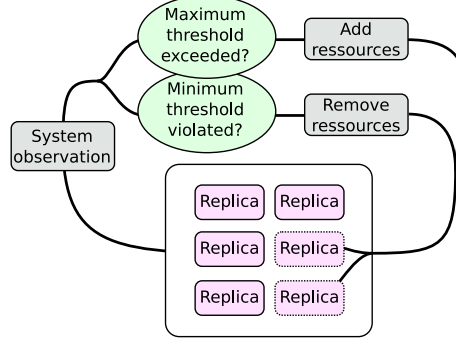 Maximum
threshold
exceeded?
Add
ressources
Minimum
threshold
violated?
Remove
ressources
System
observation
Replica Replica
Replica Replica
Replica Replica